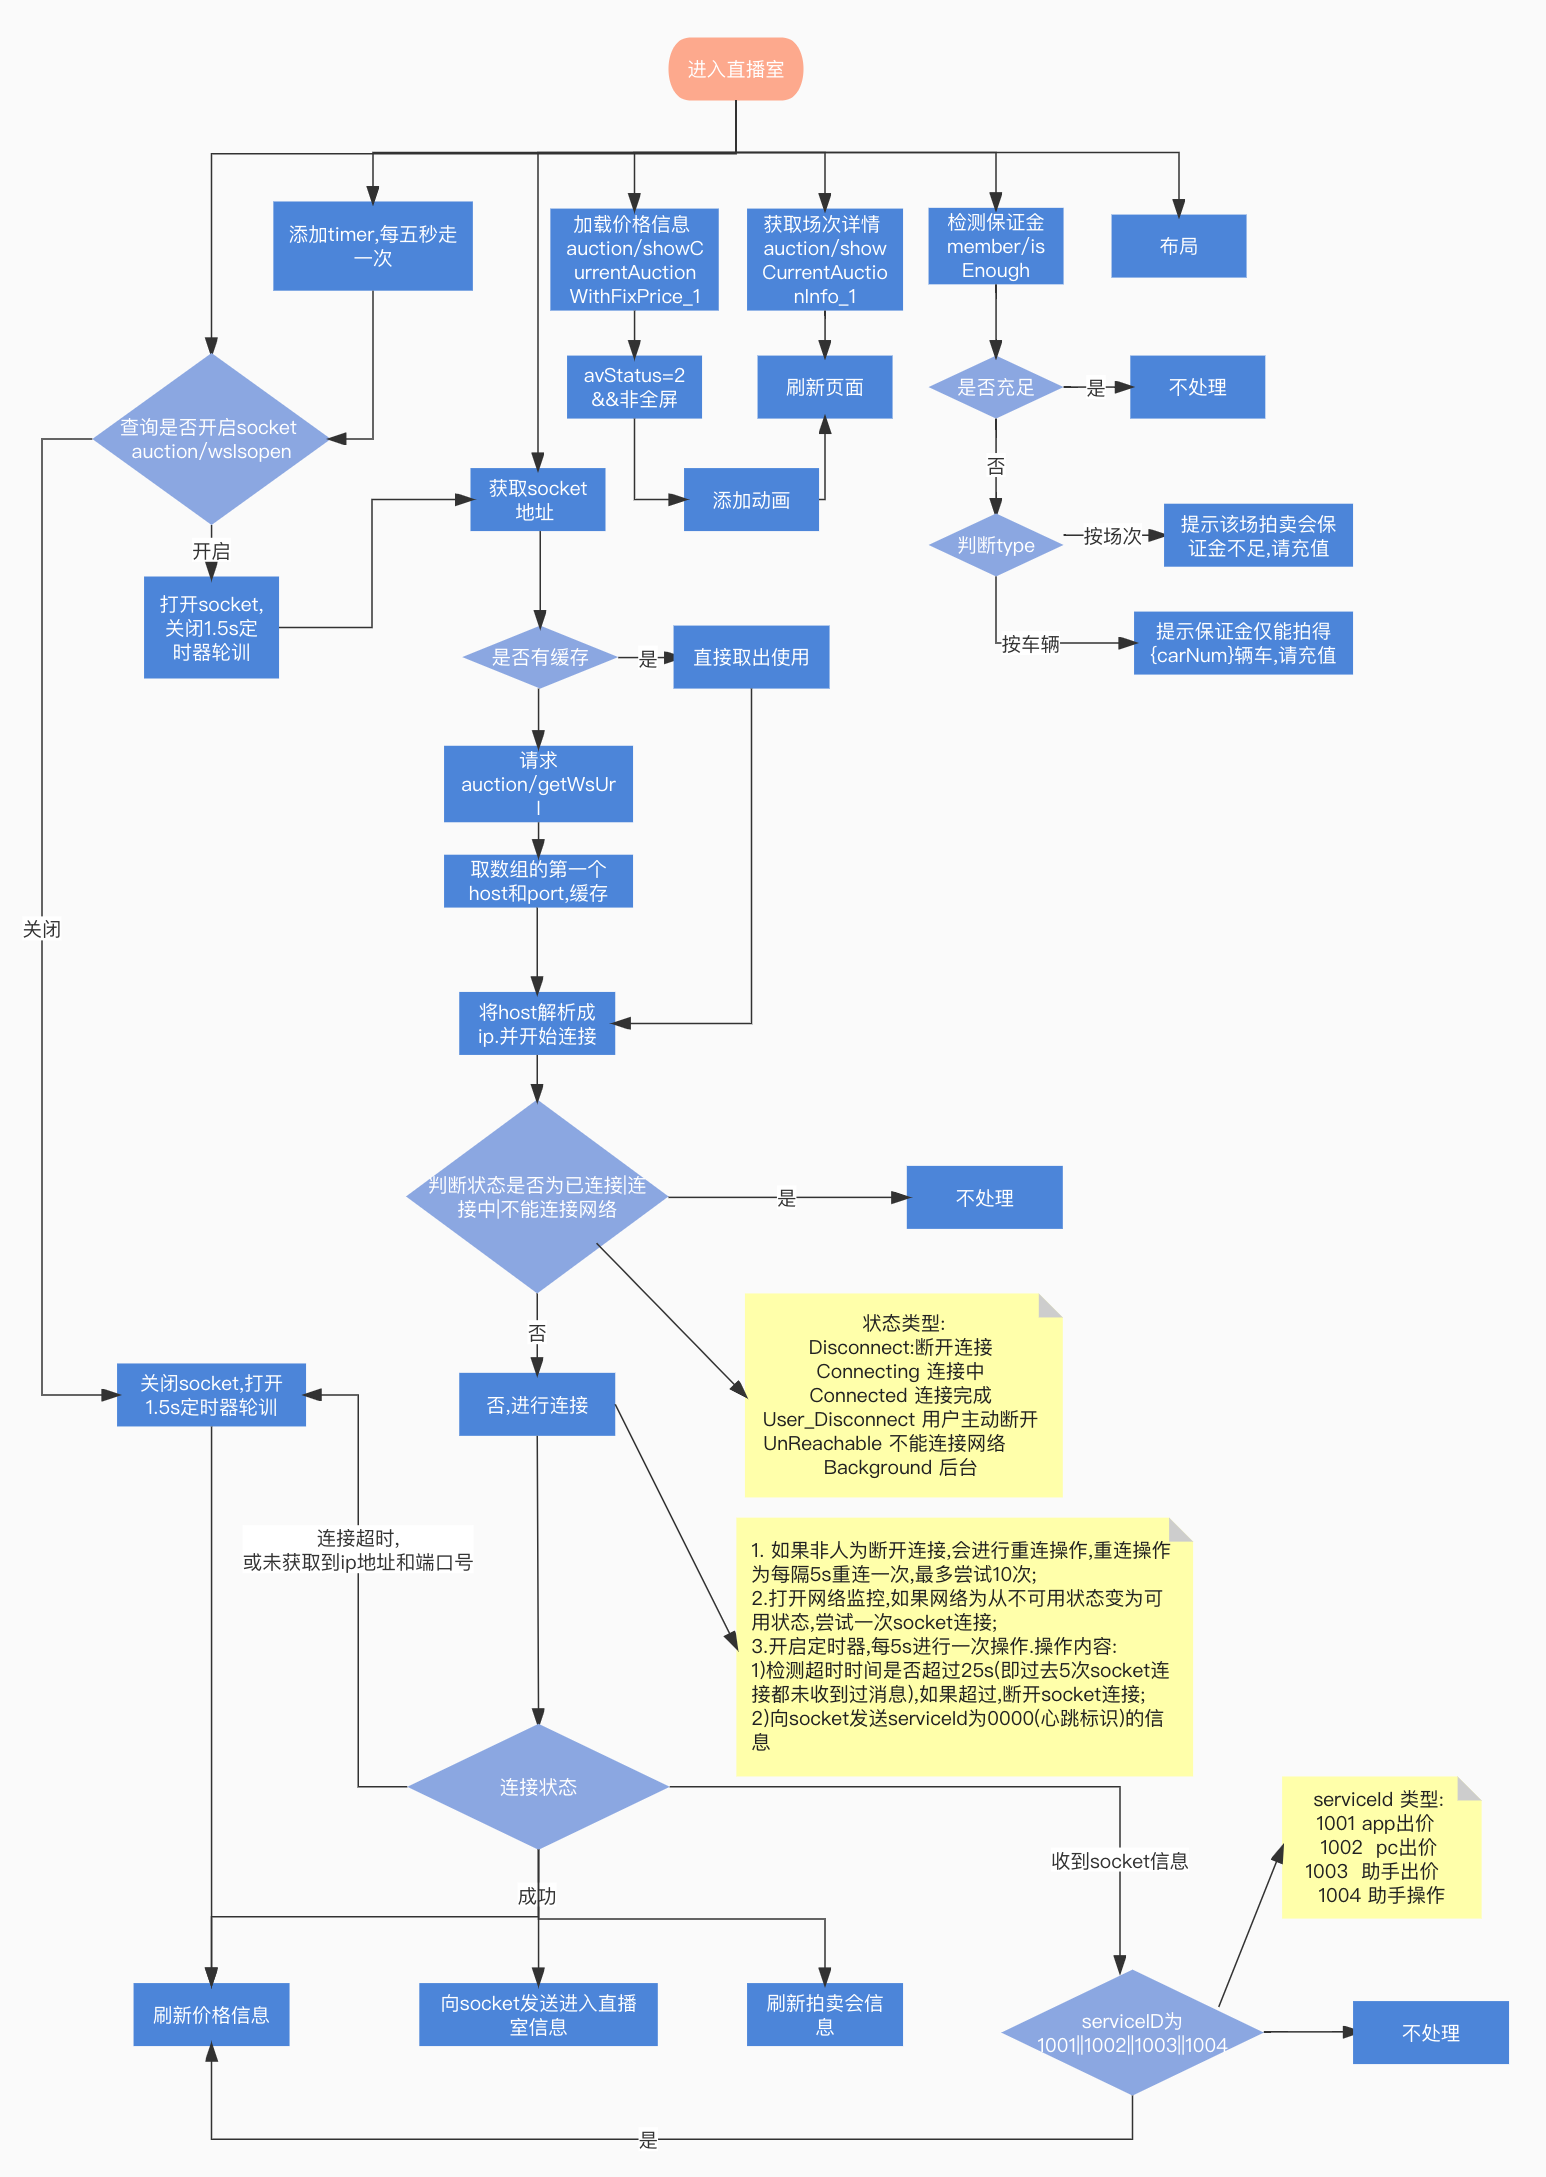 进入直播室
添加timer,每五秒走
一次
加载价格信息
auction/showC
urrentAuction
WithFixPrice_1
获取场次详情
auction/show
CurrentAuctio
nInfo_1
检测保证金
member/is
Enough
布局
查询是否开启socket
auction/wsIsopen
avStatus=2
&&非全屏
刷新页面
是否充足
是
不处理
否
获取socket
地址
添加动画
判断type
按场次
提示该场拍卖会保
证金不足,请充值
开启
打开socket,
关闭1.5s定
时器轮训
按车辆
提示保证金仅能拍得
{carNum}辆车,请充值
是否有缓存
是
直接取出使用
请求
auction/getWsUr
l
取数组的第一个
host和port,缓存
关闭
将host解析成
ip.并开始连接
判断状态是否为已连接|连
接中|不能连接网络
是
不处理
否
状态类型:
Disconnect:断开连接
Connecting 连接中
Connected 连接完成
User_Disconnect 用户主动断开
UnReachable 不能连接网络
Background 后台
关闭socket,打开
1.5s定时器轮训
否,进行连接
连接超时,
或未获取到ip地址和端口号
1. 如果非人为断开连接,会进行重连操作,重连操作
为每隔5s重连一次,最多尝试10次;
2.打开网络监控,如果网络为从不可用状态变为可
用状态,尝试一次socket连接;
3.开启定时器,每5s进行一次操作.操作内容:
1)检测超时时间是否超过25s(即过去5次socket连
接都未收到过消息),如果超过,断开socket连接;
2)向socket发送serviceId为0000(心跳标识)的信
息
连接状态
收到socket信息
serviceId 类型:
1001 app出价
1002  pc出价
1003  助手出价
1004 助手操作
成功
刷新价格信息
向socket发送进入直播
室信息
刷新拍卖会信
息
serviceID为
1001||1002||1003||1004
不处理
是